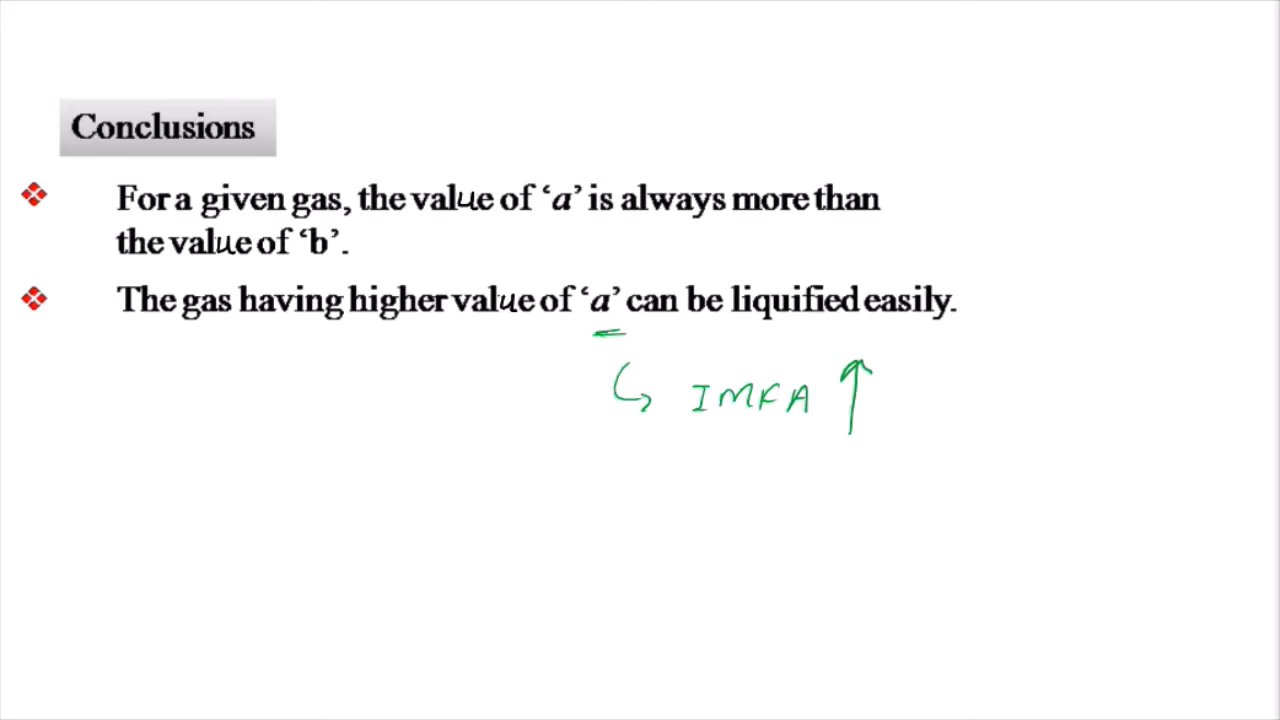 Conclusions
For a given gas, the value of ‘a’ is always more than
the value of ‘b’.
The gas having higher value of ‘a’ can be liquified easily.
IMFA ↑